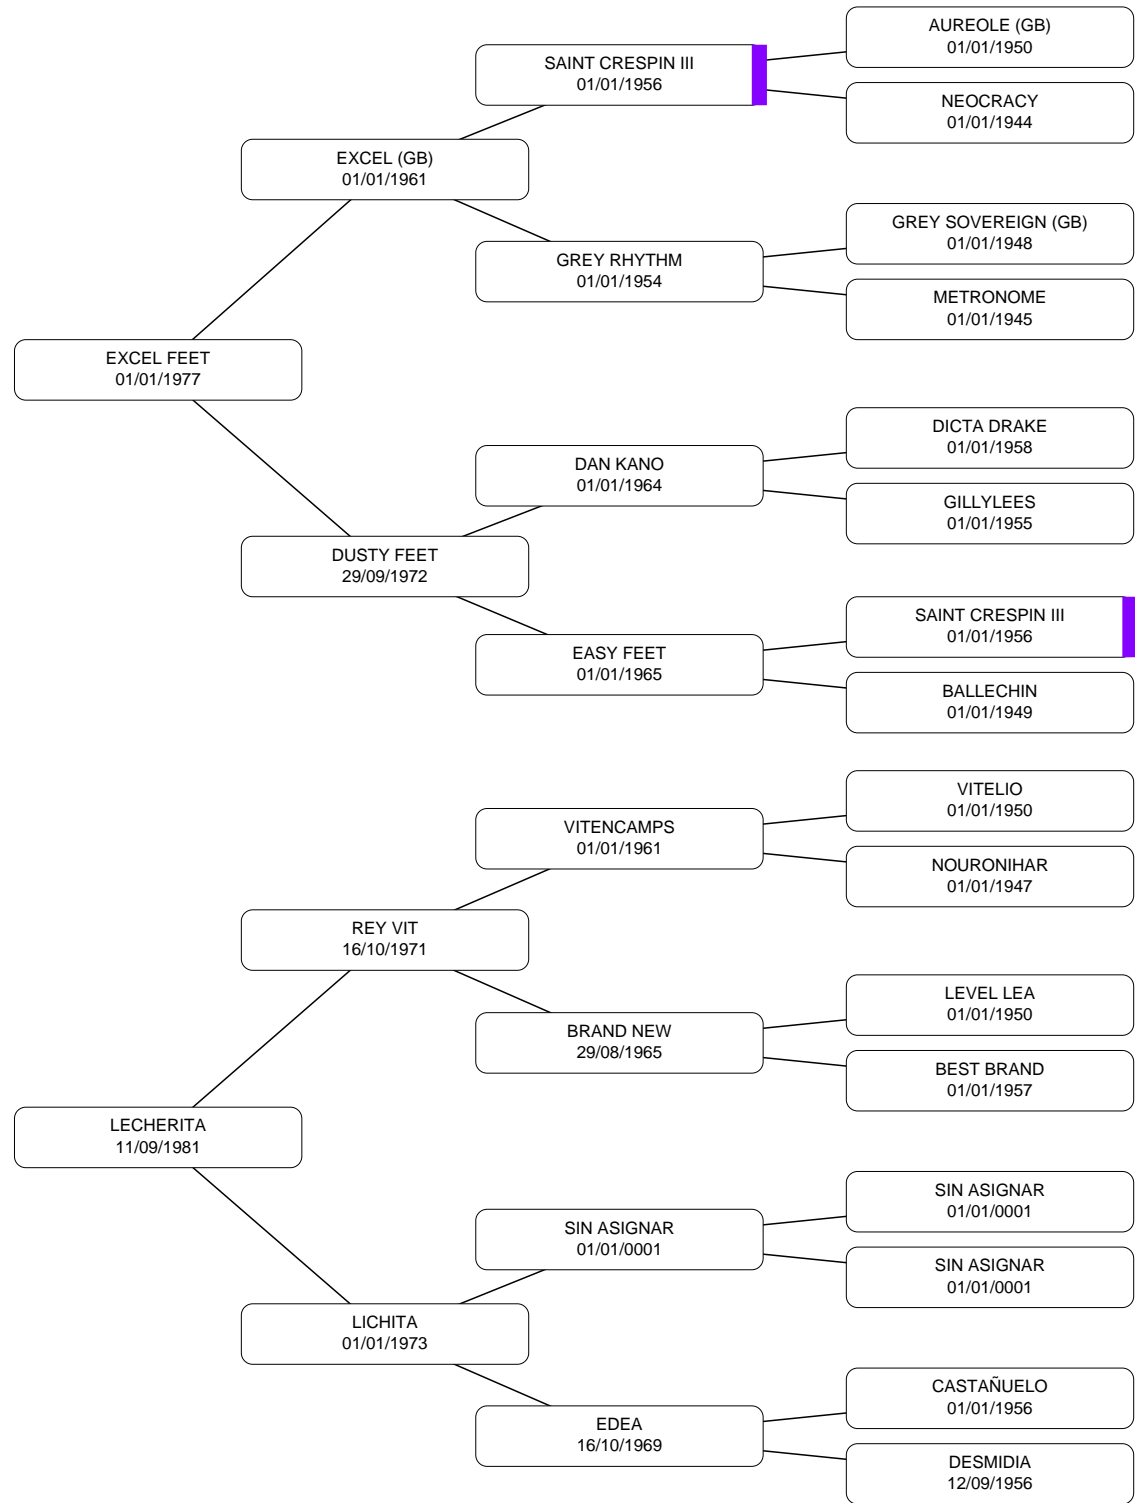 AUREOLE (GB)
01/01/1950
SAINT CRESPIN III
01/01/1956
NEOCRACY
01/01/1944
EXCEL (GB)
01/01/1961
GREY SOVEREIGN (GB)
01/01/1948
GREY RHYTHM
01/01/1954
METRONOME
01/01/1945
EXCEL FEET
01/01/1977
DICTA DRAKE
01/01/1958
DAN KANO
01/01/1964
GILLYLEES
01/01/1955
DUSTY FEET
29/09/1972
SAINT CRESPIN III
01/01/1956
EASY FEET
01/01/1965
BALLECHIN
01/01/1949
VITELIO
01/01/1950
VITENCAMPS
01/01/1961
NOURONIHAR
01/01/1947
REY VIT
16/10/1971
LEVEL LEA
01/01/1950
BRAND NEW
29/08/1965
BEST BRAND
01/01/1957
LECHERITA
11/09/1981
SIN ASIGNAR
01/01/0001
SIN ASIGNAR
01/01/0001
SIN ASIGNAR
01/01/0001
LICHITA
01/01/1973
CASTAÑUELO
01/01/1956
EDEA
16/10/1969
DESMIDIA
12/09/1956